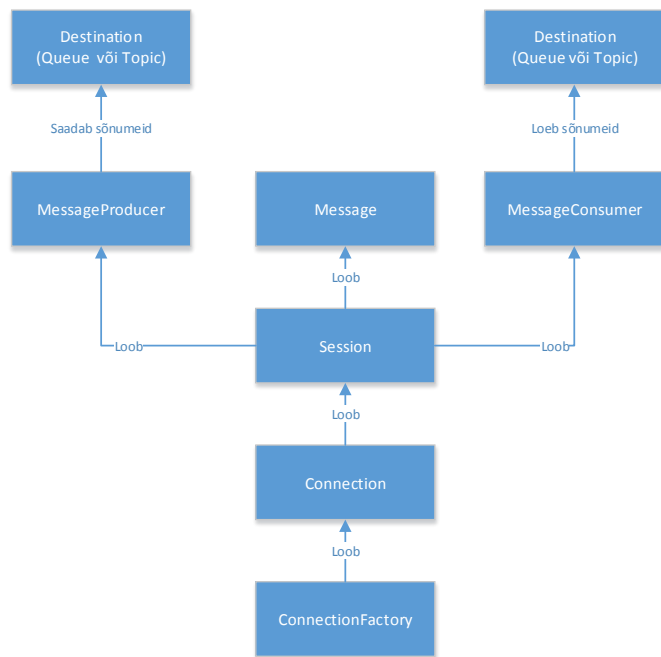 Destination
(Queue või Topic)
Destination
(Queue või Topic)
Saadab sõnumeid
Loeb sõnumeid
MessageProducer
Message
MessageConsumer
Loob
Loob
Session
Loob
Loob
Connection
Loob
ConnectionFactory